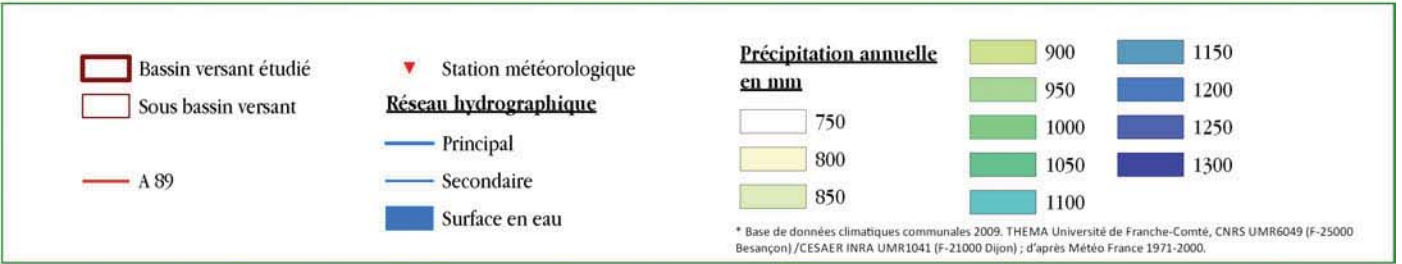 Bassin versant étudié
Sous bassin versant
A 89
Station météorologique
Réseau hydrographique
Principal
Secondaire
Surface en eau
Précipitation annuelle
en mm
750
800
850
900
950
1000
1050
1100
1150
1200
1250
1300
* Base de données climatiques communales 2009. THEMA Université de Franche-Comté, CNRS UMR6049 (F-25000
Besançon) /CESAER INRA UMR1041 (F-21000 Dijon) ; d'après Météo France 1971-2000.